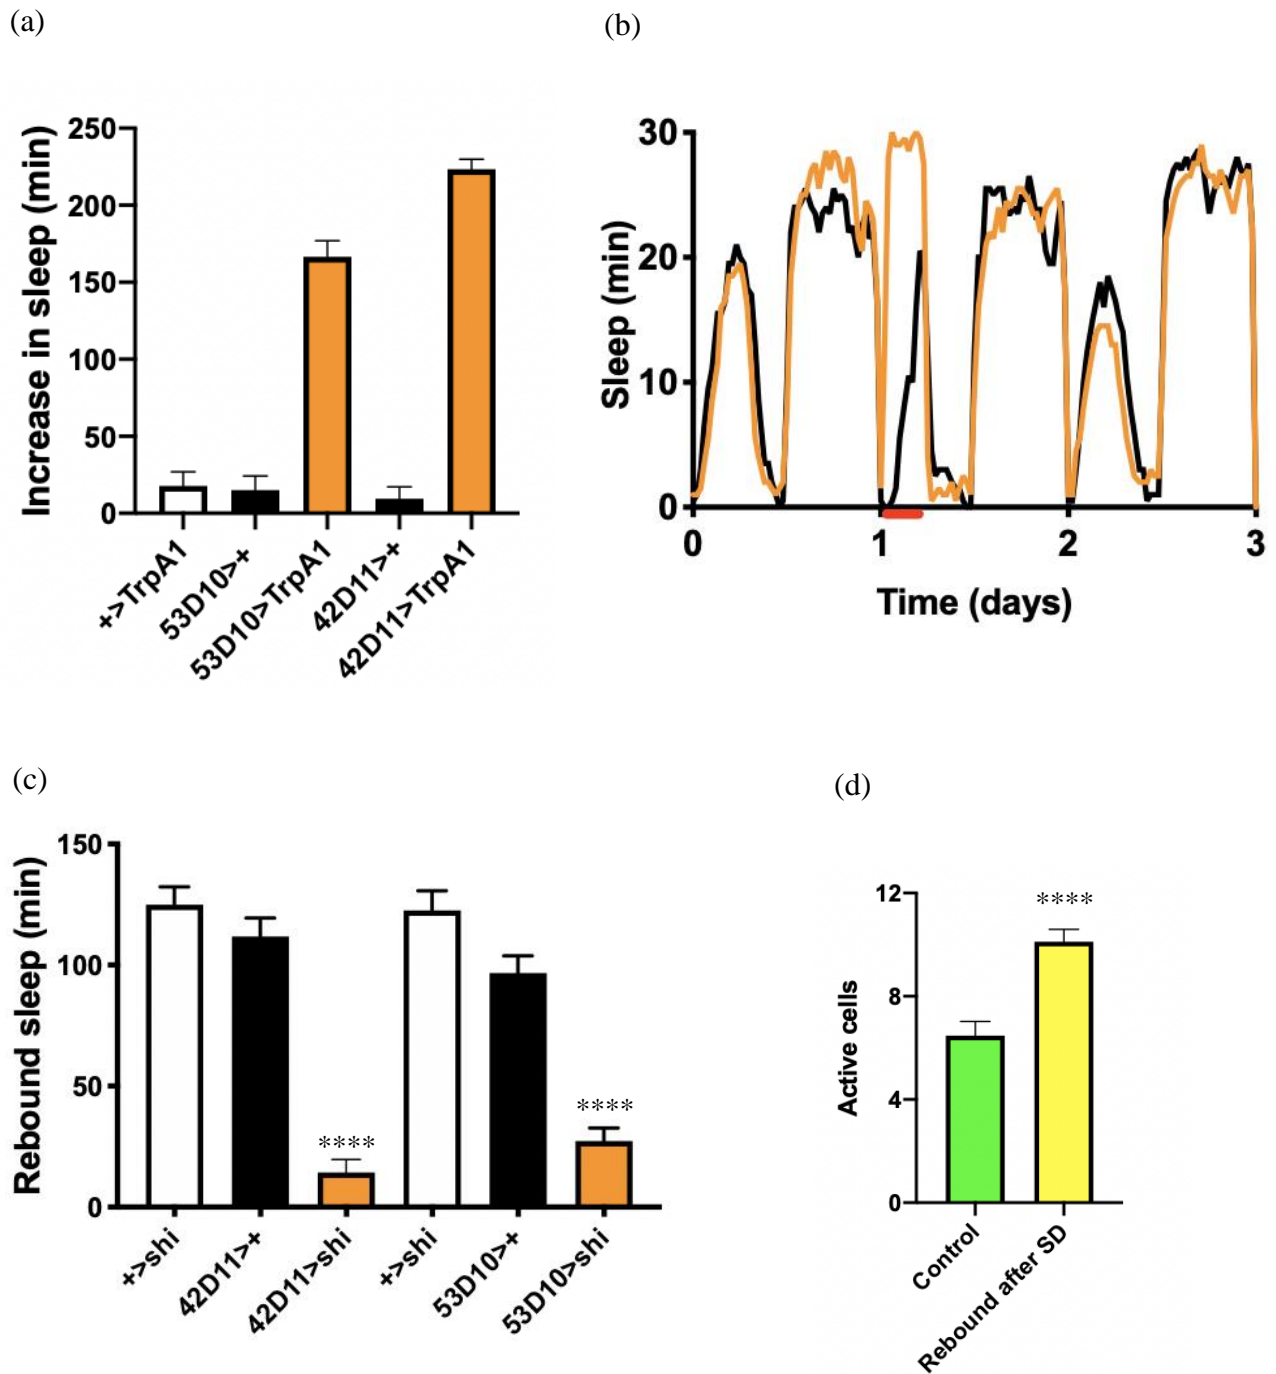 (a)
Increase in sleep (min)
250
200
150
100
50
0
+>TrpA1
53D10>+
53D10>TrpA1
42D11>+
42D11>TrpA1
(b)
Sleep (min)
30
20
10
0
0 1 2 3
Time (days)
(c)
Rebound sleep (min)
150
100
50
0
****
****
+>shi
42D11>+
42D11>shi
+>shi
53D10>+
53D10>shi
(d)
Active cells
12
8
4
0
****
Control
Rebound after SD